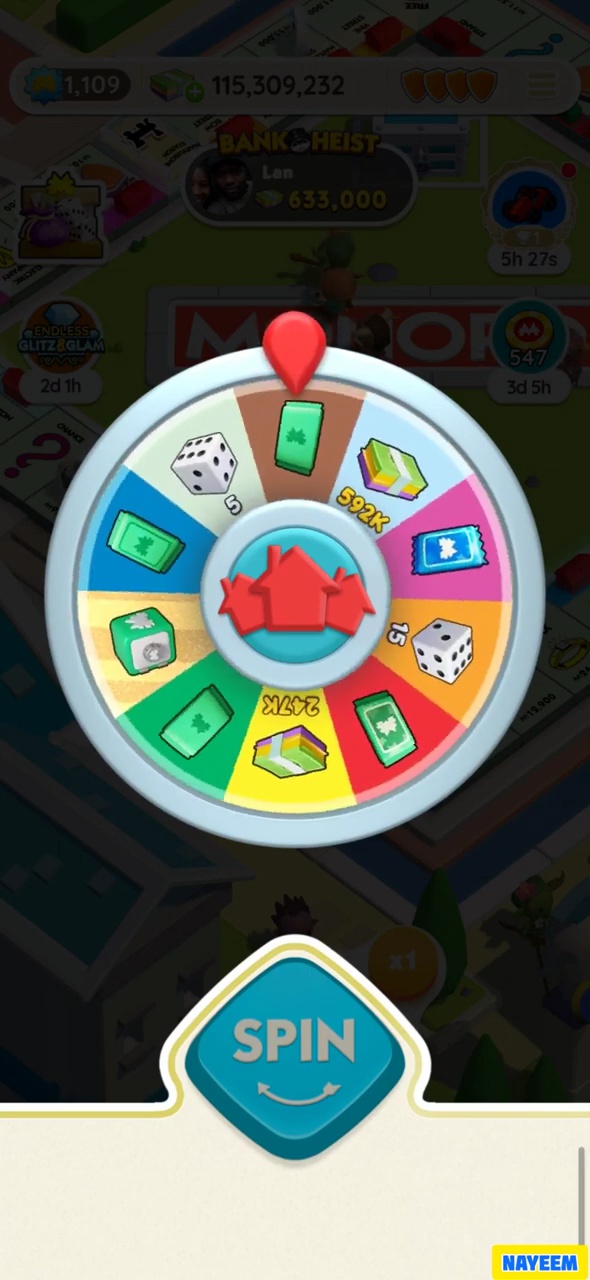 1,109
115,309,232
BANK HEIST
Lan
633,000
5h 27s
ENDLESS
GLITZ & GLAM
2d 1h
MONOPO
547
3d 5h
5
592K
15
247K
x1
SPIN
NAYEEM